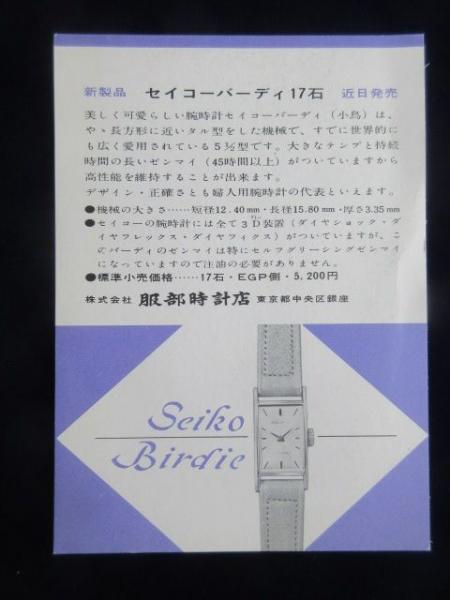 新製品 セイコーバーディ17石 近日発売
美しく可愛らしい腕時計セイコーバーディ（小鳥）は、
やゝ長方形に近いタル型をした機械で、すでに世界的に
も広く愛用されている5½型です。大きなテンプと持続
時間の長いゼンマイ（45時間以上）がついていますから
高性能を維持することが出来ます。
デザイン・正確さとも婦人用腕時計の代表といえます。
●機械の大きさ……短径12.40mm・長径15.80mm・厚さ3.35mm
●セイコーの腕時計には全て3D装置（ダイヤショック・ダ
イヤフレックス・ダイヤフィクス）がついていますが、こ
のバーディのゼンマイは特にセルフグリーシングゼンマイ
になっていますので注油の必要がありません。
●標準小売価格……17石・EGP側・5,200円
株式会社 服部時計店 東京都中央区銀座
Seiko
Birdie
SEIKO